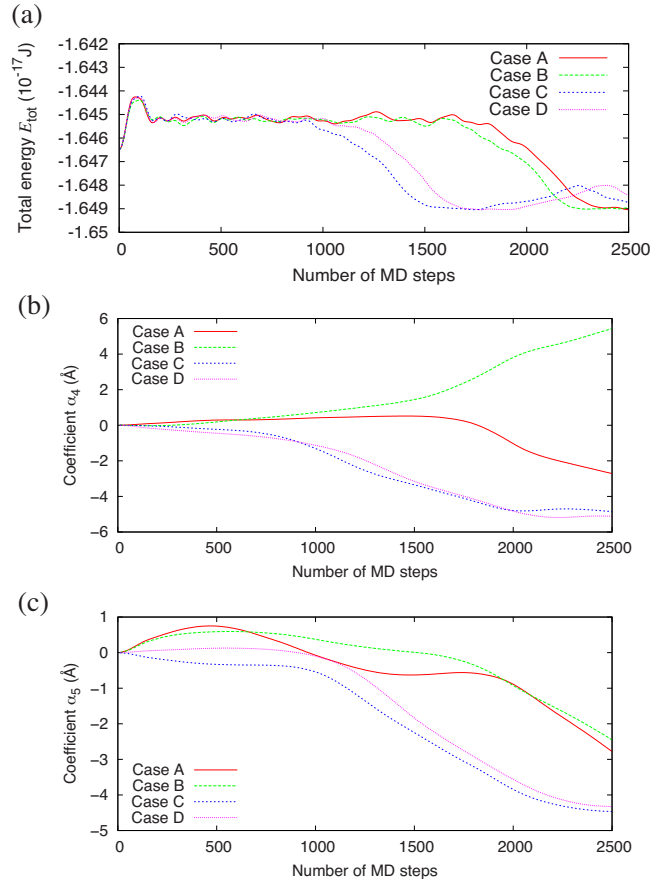 (a)
Total energy E_tot (10^-17 J)
-1.642
-1.643
-1.644
-1.645
-1.646
-1.647
-1.648
-1.649
-1.65
Case A
Case B
Case C
Case D
0
500
1000
1500
2000
2500
Number of MD steps
(b)
Coefficient α_4 (Å)
6
4
2
0
-2
-4
-6
Case A
Case B
Case C
Case D
0
500
1000
1500
2000
2500
Number of MD steps
(c)
Coefficient α_5 (Å)
1
0
-1
-2
-3
-4
-5
Case A
Case B
Case C
Case D
0
500
1000
1500
2000
2500
Number of MD steps